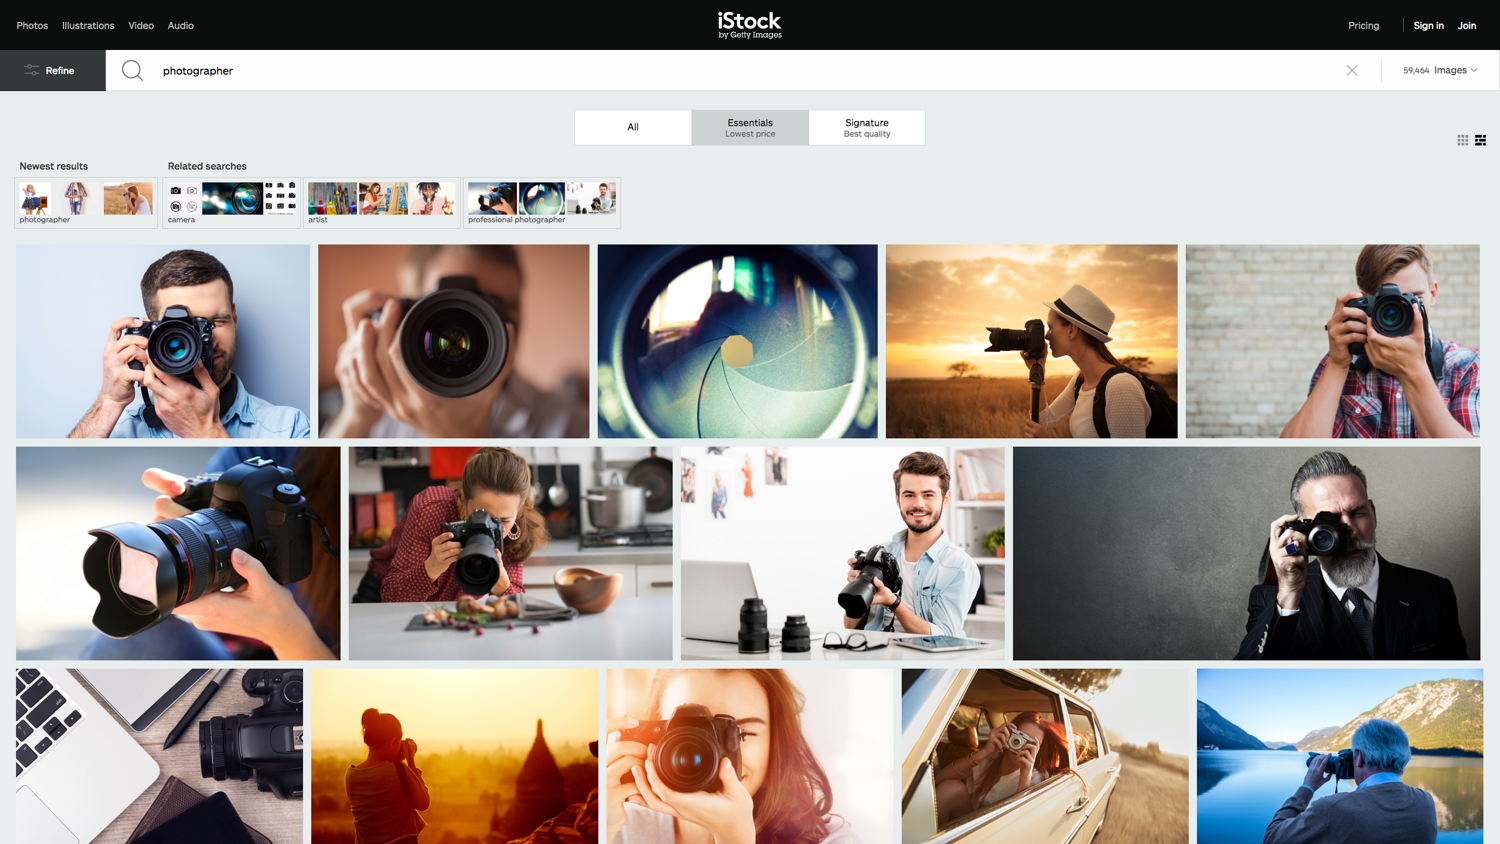 Photos Illustrations Video Audio
iStock
by Getty Images
Pricing Sign in Join
Refine photographer 59,464 Images
All
Essentials
Lowest price
Signature
Best quality
Newest results
Related searches
photographer
camera
artist
professional photographer